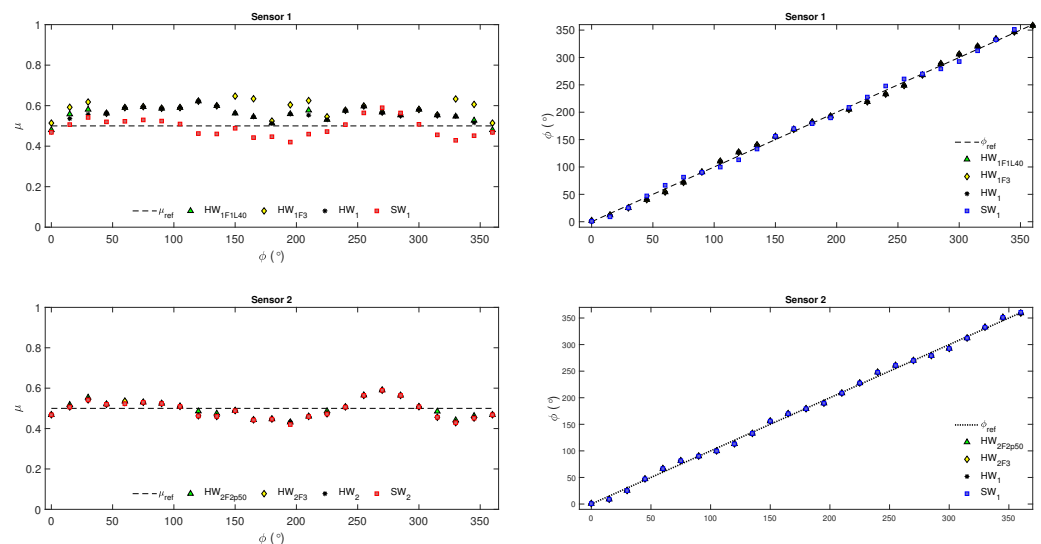 Sensor 1
1
0.8
0.6
0.4
0.2
0
μ
μref HW1F1L40 HW1F3 HW1 SW1
0 50 100 150 200 250 300 350
ϕ (°)
Sensor 1
350
300
250
200
150
100
50
0
ϕ (°)
ϕref
HW1F1L40
HW1F3
HW1
SW1
0 50 100 150 200 250 300 350
Sensor 2
1
0.8
0.6
0.4
0.2
0
μ
μref HW2F2p50 HW2F3 HW2 SW2
0 50 100 150 200 250 300 350
ϕ (°)
Sensor 2
350
300
250
200
150
100
50
0
ϕ (°)
ϕref
HW2F2p50
HW2F3
HW1
SW1
0 50 100 150 200 250 300 350